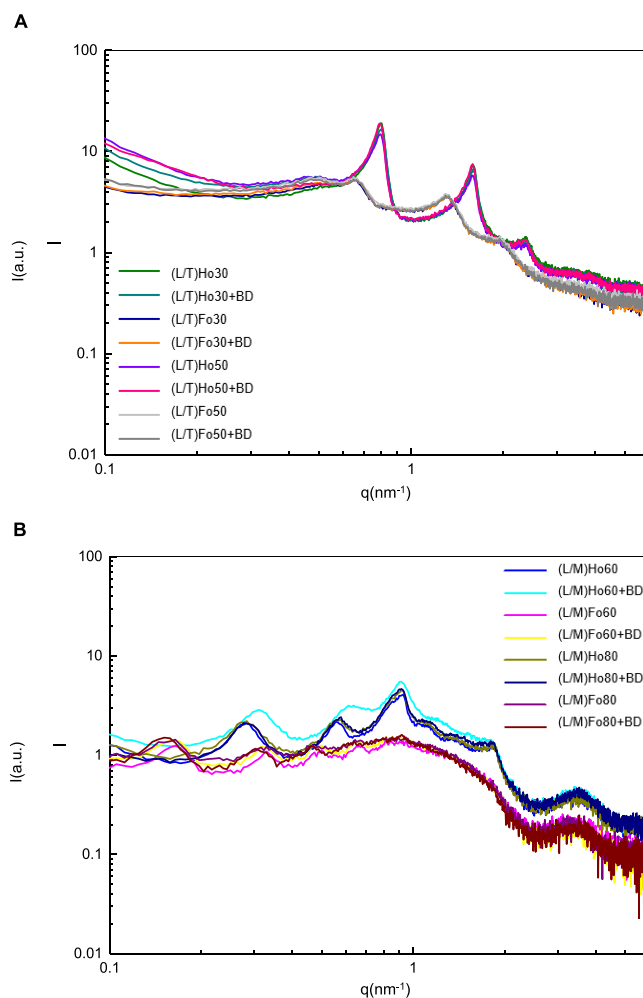 A
100
10
1
0.1
0.01
I(a.u.)
I
(L/T)Ho30
(L/T)Ho30+BD
(L/T)Fo30
(L/T)Fo30+BD
(L/T)Ho50
(L/T)Ho50+BD
(L/T)Fo50
(L/T)Fo50+BD
0.1
1
q(nm⁻¹)
B
100
10
1
0.1
0.01
I(a.u.)
I
(L/M)Ho60
(L/M)Ho60+BD
(L/M)Fo60
(L/M)Fo60+BD
(L/M)Ho80
(L/M)Ho80+BD
(L/M)Fo80
(L/M)Fo80+BD
0.1
1
q(nm⁻¹)